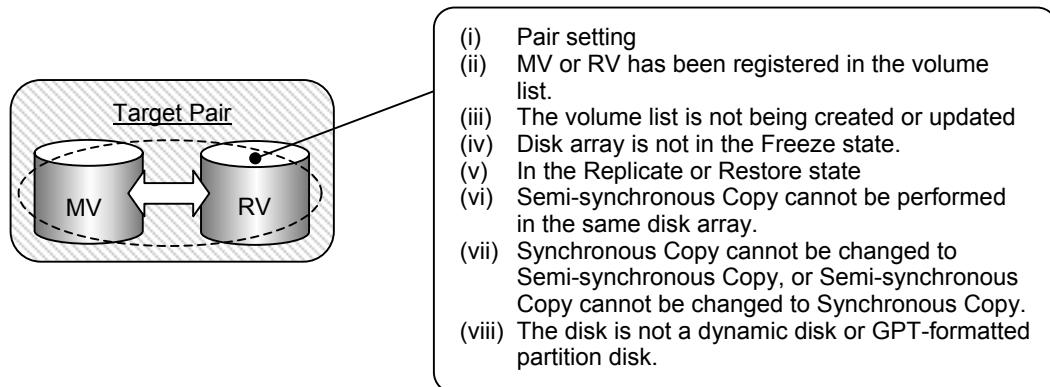 Target Pair
MV
RV
(i) Pair setting
(ii) MV or RV has been registered in the volume
list.
(iii) The volume list is not being created or updated
(iv) Disk array is not in the Freeze state.
(v) In the Replicate or Restore state
(vi) Semi-synchronous Copy cannot be performed
in the same disk array.
(vii) Synchronous Copy cannot be changed to
Semi-synchronous Copy, or Semi-synchronous
Copy cannot be changed to Synchronous Copy.
(viii) The disk is not a dynamic disk or GPT-formatted
partition disk.